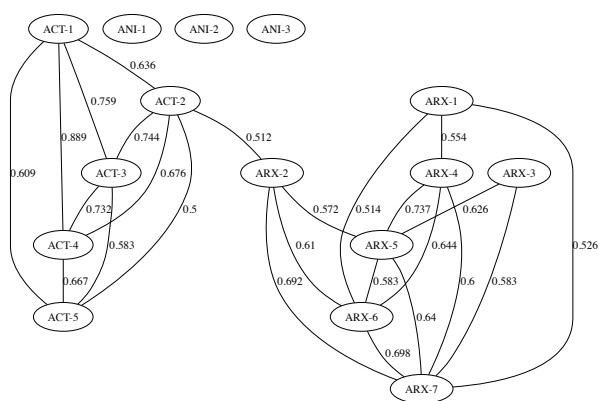 ACT-1 ANI-1 ANI-2 ANI-3
0.636
ACT-2 ARX-1
0.759
0.889 0.744 0.512 0.554
ACT-3 ARX-2 ARX-4 ARX-3
0.609 0.676
0.732 0.5 0.572 0.514 0.737 0.626
ACT-4 0.583 0.61 ARX-5 0.644 0.526
0.667 0.692 0.583 0.6 0.583
ACT-5 ARX-6 0.64
0.698
ARX-7